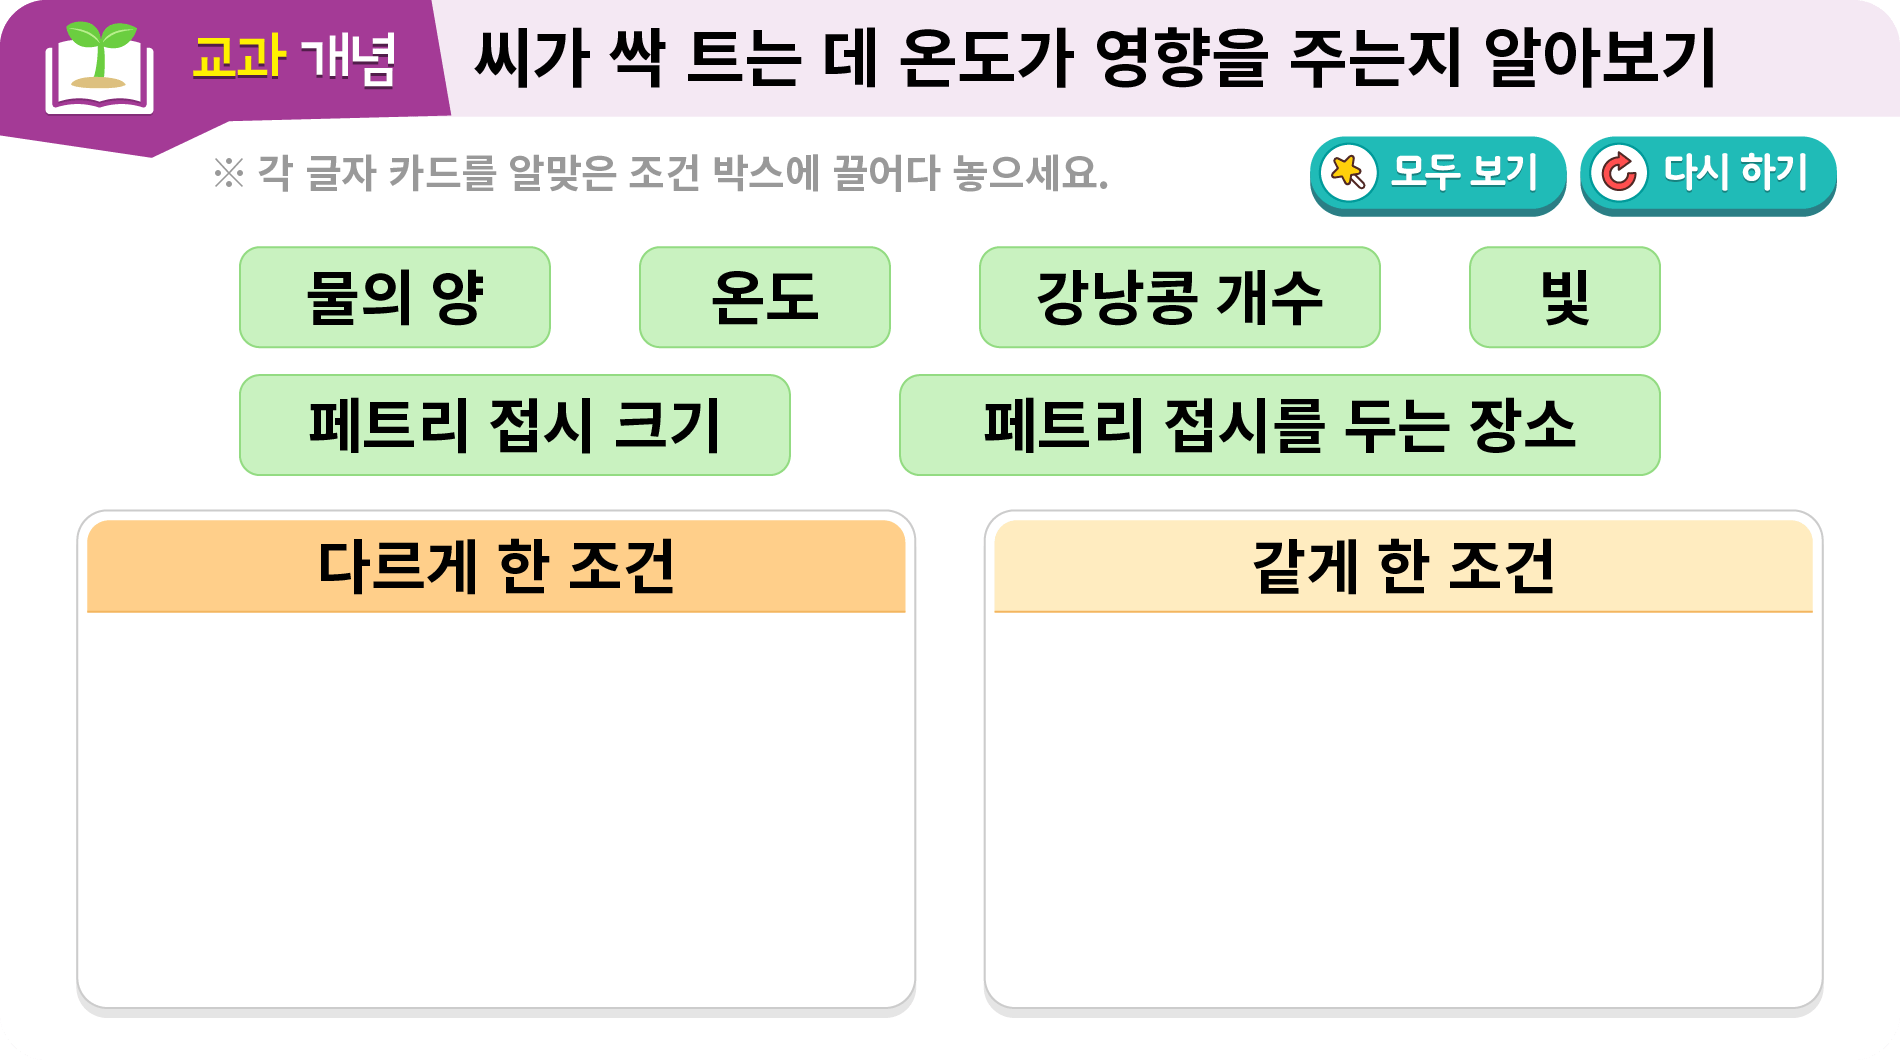 교과 개념
씨가 싹 트는 데 온도가 영향을 주는지 알아보기
※ 각 글자 카드를 알맞은 조건 박스에 끌어다 놓으세요.
모두 보기
다시 하기
물의 양
온도
강낭콩 개수
빛
페트리 접시 크기
페트리 접시를 두는 장소
다르게 한 조건
같게 한 조건